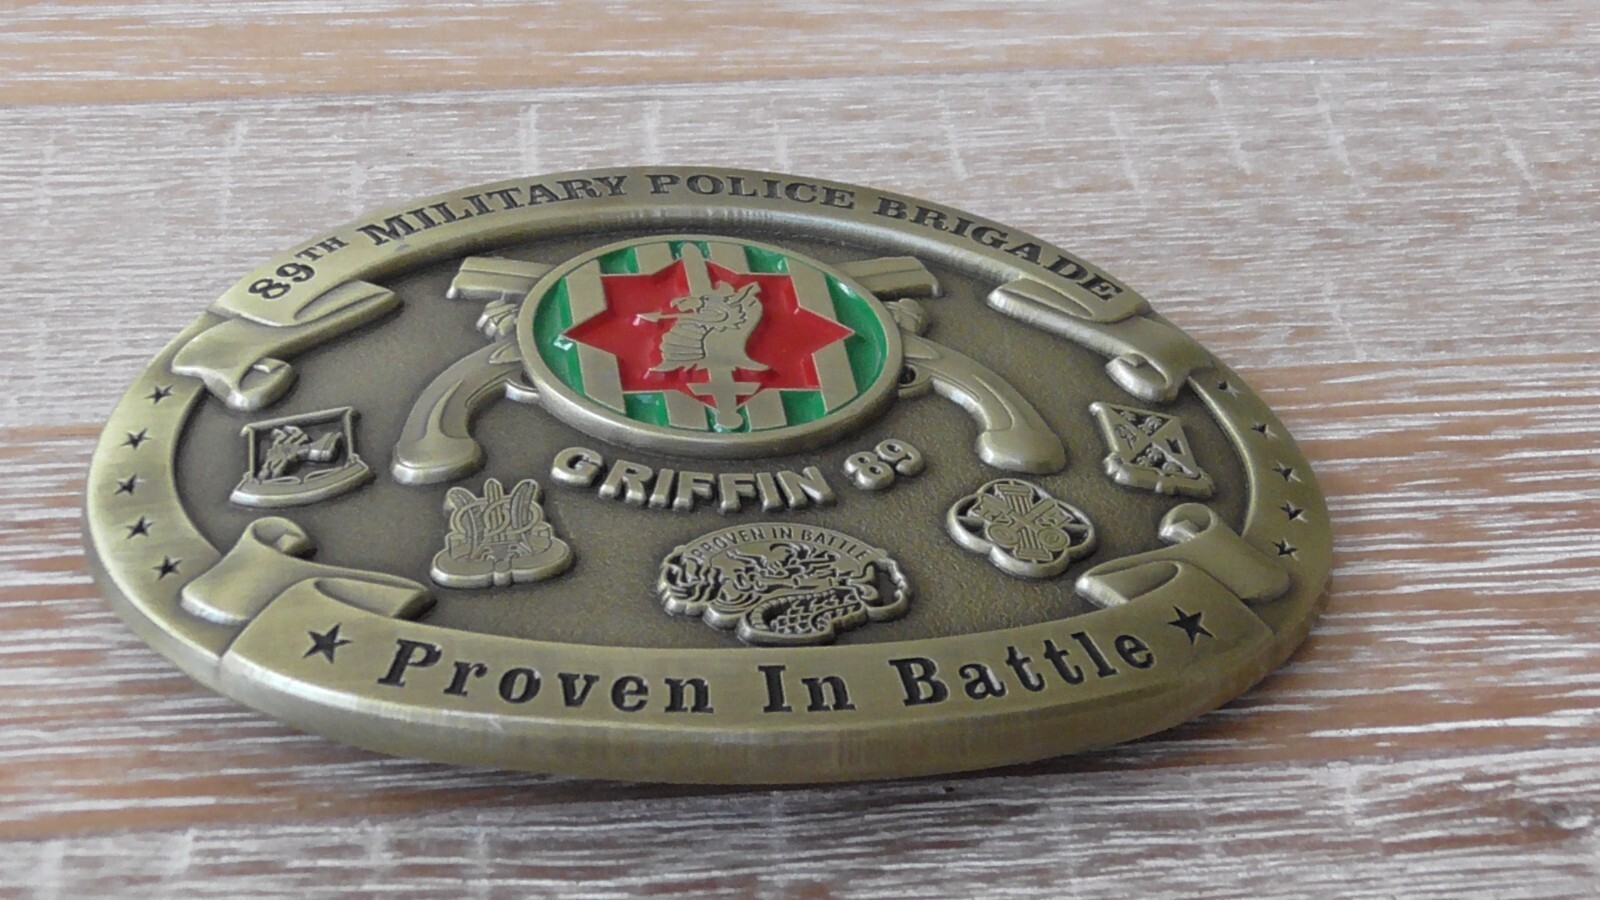 89TH MILITARY POLICE BRIGADE
GRIFFIN 89
PROVEN IN BATTLE
Proven In Battle